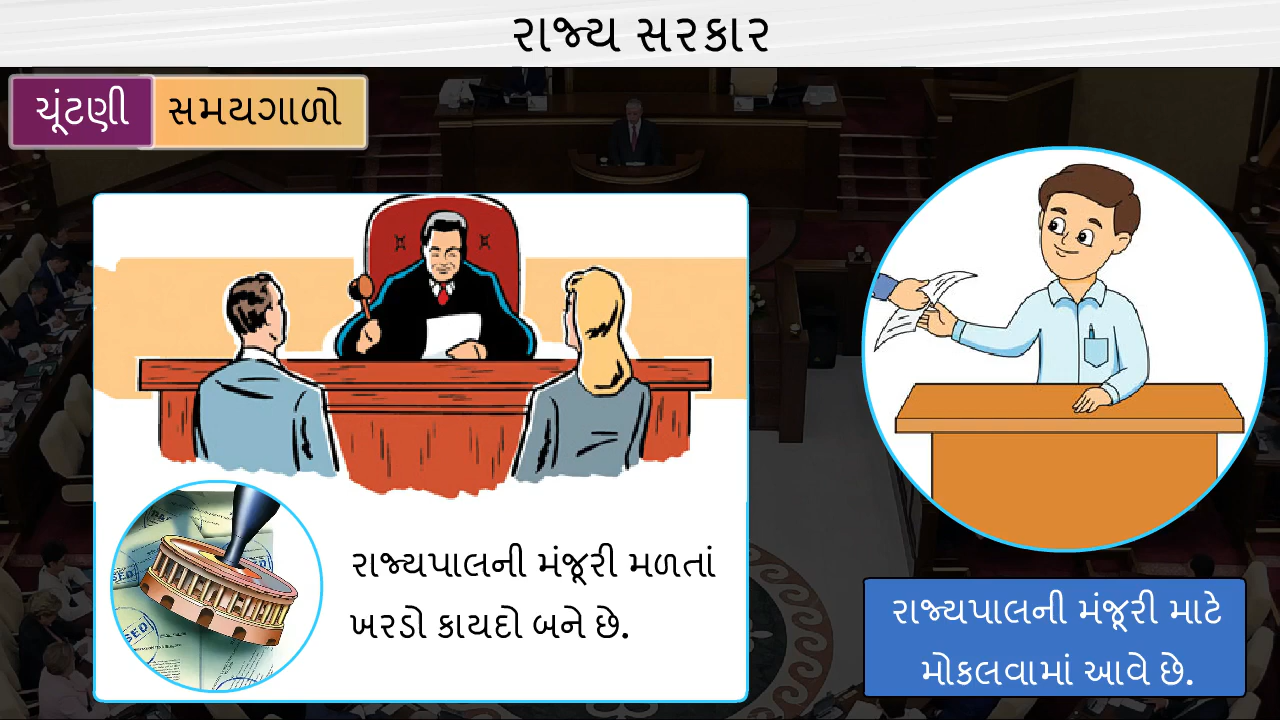 રાજ્ય સરકાર
ચૂંટણી સમયગાળો
રાજ્યપાલની મંજૂરી મળતાં
ખરડો કાયદો બને છે.
રાજ્યપાલની મંજૂરી માટે
મોકલવામાં આવે છે.